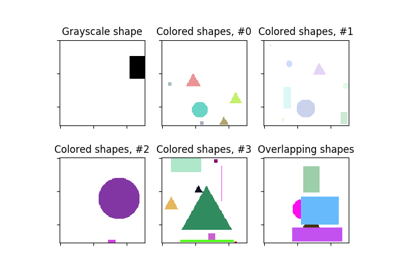 Grayscale shape
Colored shapes, #0
Colored shapes, #1
Colored shapes, #2
Colored shapes, #3
Overlapping shapes